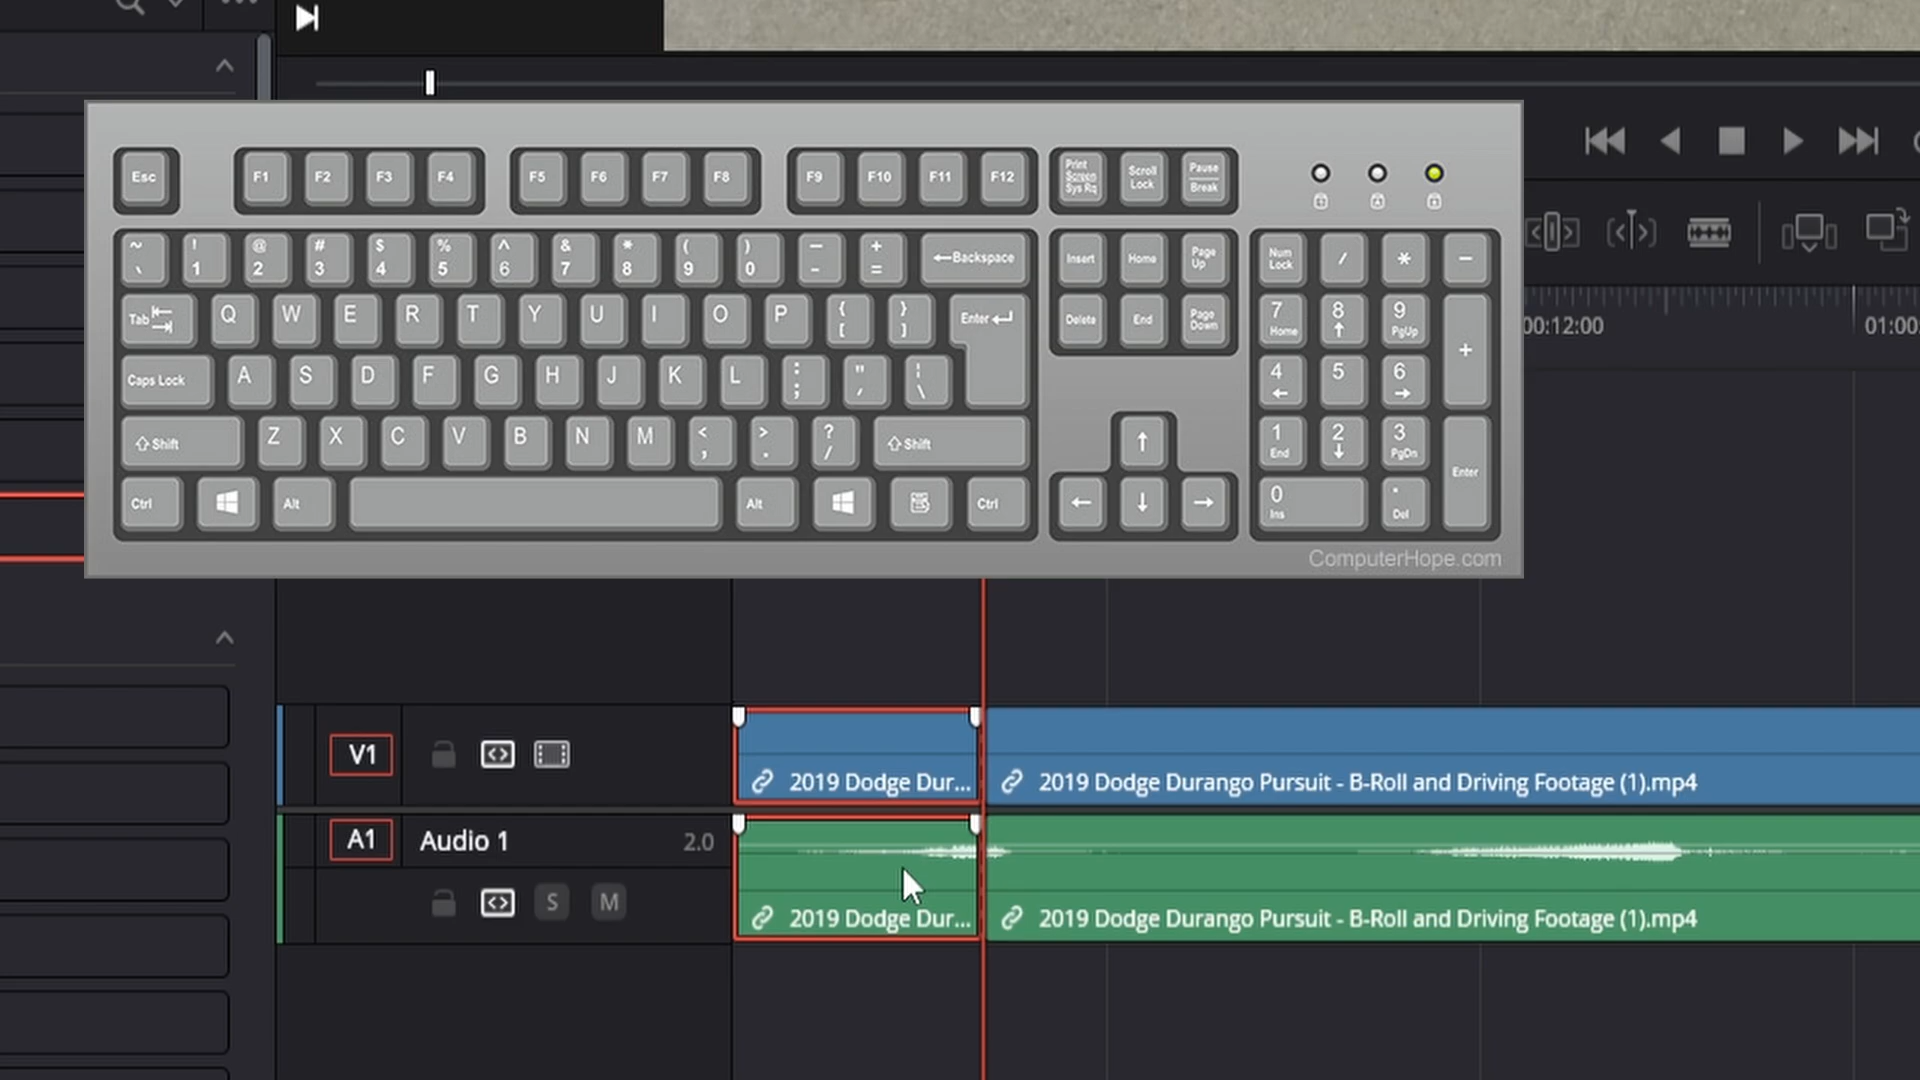 Esc F1 F2 F3 F4 F5 F6 F7 F8 F9 F10 F11 F12 Print Screen Sys Rq Scroll Lock Pause Break
~ ` ! 1 @ 2 # 3 $ 4 % 5 ^ 6 & 7 * 8 ( 9 ) 0 — - + = ←Backspace Insert Home Page Up Num Lock / * −
Tab Q W E R T Y U I O P { [ } ] Enter Delete End Page Down 7 Home 8 ↑ 9 PgUp +
Caps Lock A S D F G H J K L : ; " , ¦ \ 4 ← 5 6 →
⇧Shift Z X C V B N M < , > . ? / ⇧Shift ↑ 1 End 2 ↓ 3 PgDn Enter
Ctrl Alt Alt Ctrl ← ↓ → 0 Ins . Del
ComputerHope.com
00:12:00
01:00
V1
2019 Dodge Dur...
2019 Dodge Durango Pursuit - B-Roll and Driving Footage (1).mp4
A1 Audio 1 2.0
S M
2019 Dodge Dur...
2019 Dodge Durango Pursuit - B-Roll and Driving Footage (1).mp4